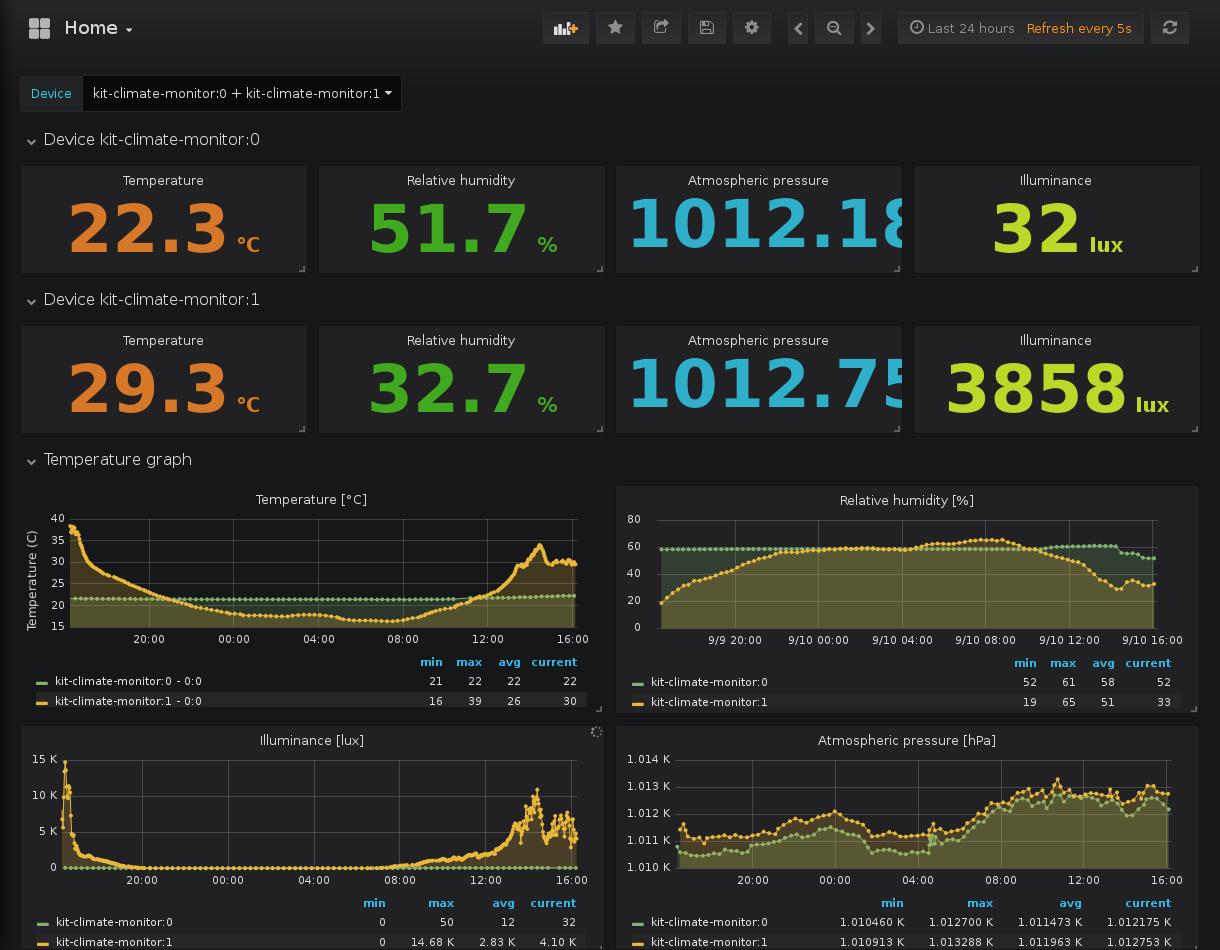 Home
Last 24 hours Refresh every 5s
Device kit-climate-monitor:0 + kit-climate-monitor:1
Device kit-climate-monitor:0
Temperature Relative humidity Atmospheric pressure Illuminance
22.3 °C 51.7 % 1012.18 32 lux
Device kit-climate-monitor:1
Temperature Relative humidity Atmospheric pressure Illuminance
29.3 °C 32.7 % 1012.75 3858 lux
Temperature graph
Temperature [°C]
Temperature (C)
40
35
30
25
20
15
20:00 00:00 04:00 08:00 12:00 16:00
min max avg current
kit-climate-monitor:0 - 0:0 21 22 22 22
kit-climate-monitor:1 - 0:0 16 39 26 30
Relative humidity [%]
80
60
40
20
0
9/9 20:00 9/10 00:00 9/10 04:00 9/10 08:00 9/10 12:00 9/10 16:00
min max avg current
kit-climate-monitor:0 52 61 58 52
kit-climate-monitor:1 19 65 51 33
Illuminance [lux]
15 K
10 K
5 K
0
20:00 00:00 04:00 08:00 12:00 16:00
min max avg current
kit-climate-monitor:0 0 50 12 32
kit-climate-monitor:1 0 14.68 K 2.83 K 4.10 K
Atmospheric pressure [hPa]
1.014 K
1.013 K
1.012 K
1.011 K
1.010 K
20:00 00:00 04:00 08:00 12:00 16:00
min max avg current
kit-climate-monitor:0 1.010460 K 1.012700 K 1.011473 K 1.012175 K
kit-climate-monitor:1 1.010913 K 1.013288 K 1.011963 K 1.012753 K